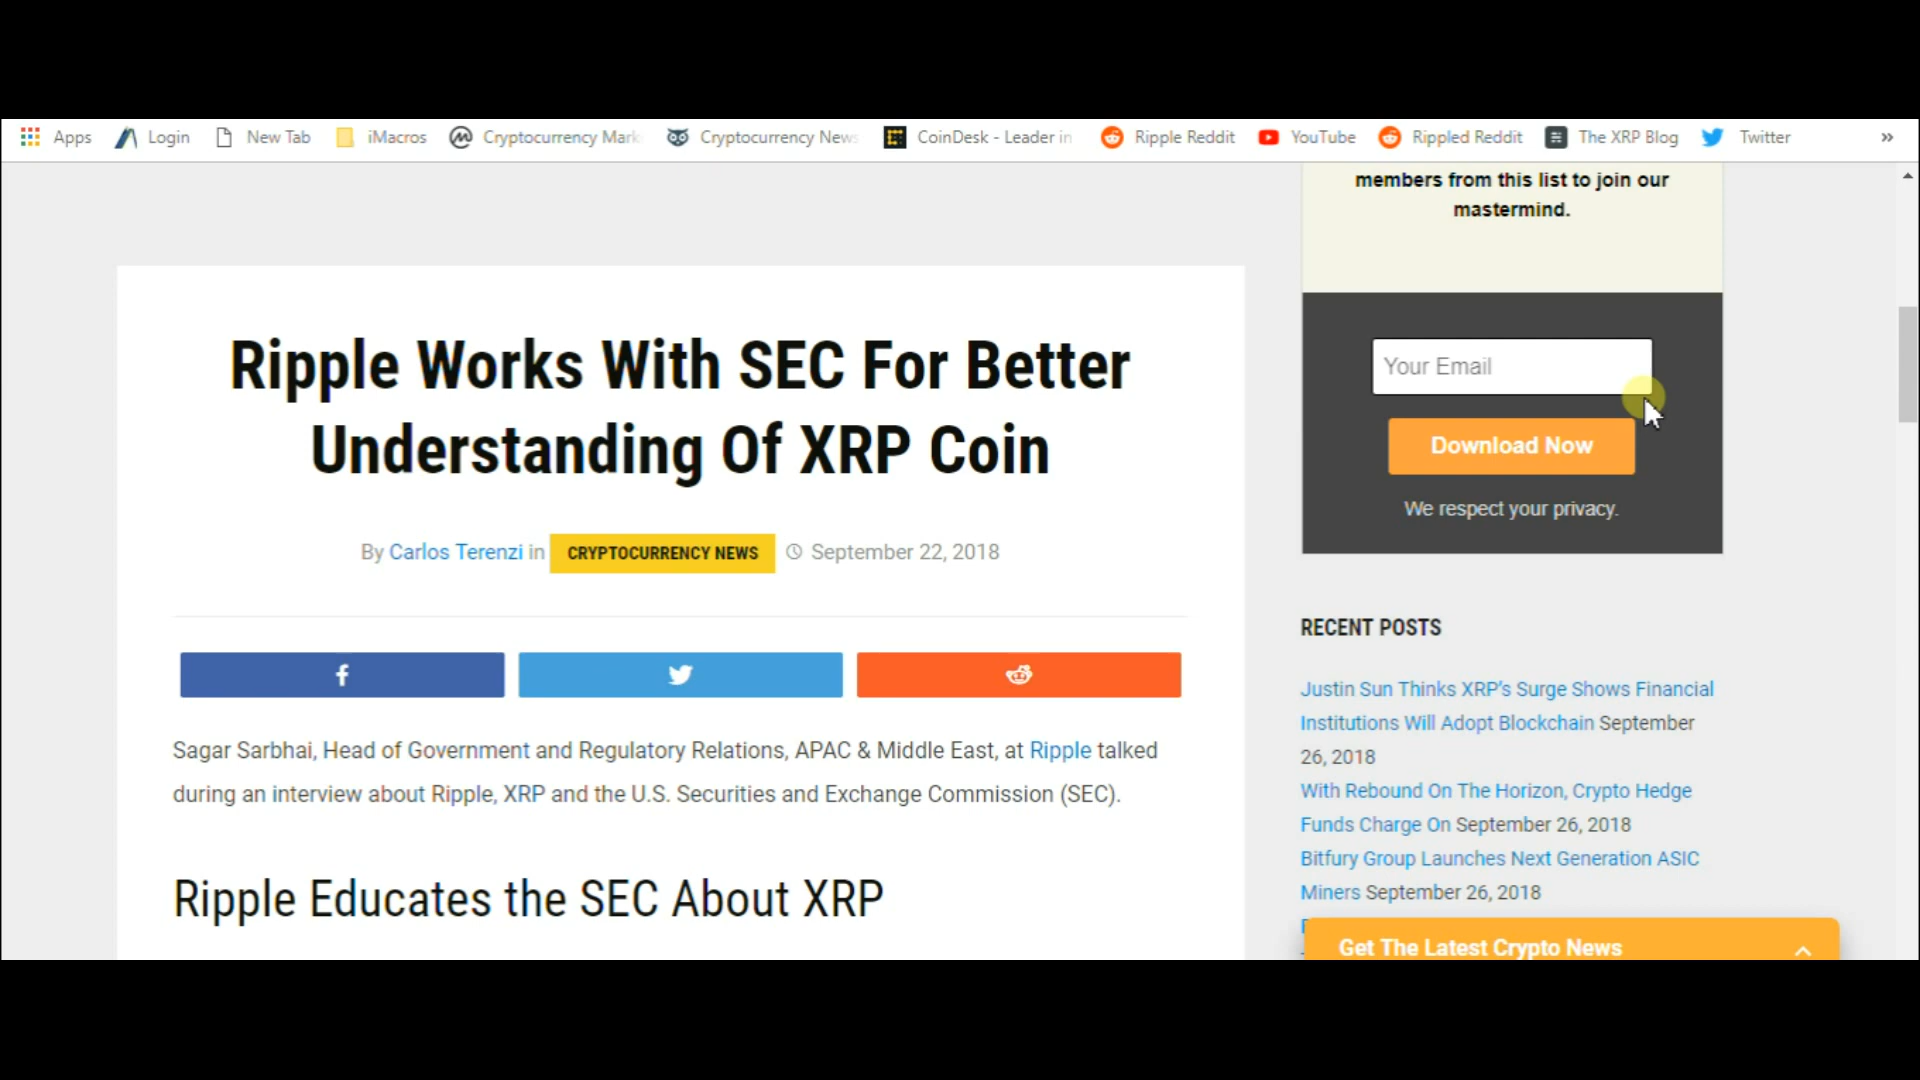 Apps Login New Tab iMacros Cryptocurrency Mark Cryptocurrency News CoinDesk - Leader in Ripple Reddit YouTube Rippled Reddit The XRP Blog Twitter »
members from this list to join our
mastermind.
Ripple Works With SEC For Better
Understanding Of XRP Coin
By Carlos Terenzi in CRYPTOCURRENCY NEWS September 22, 2018
Sagar Sarbhai, Head of Government and Regulatory Relations, APAC & Middle East, at Ripple talked
during an interview about Ripple, XRP and the U.S. Securities and Exchange Commission (SEC).
Ripple Educates the SEC About XRP
Your Email
Download Now
We respect your privacy.
RECENT POSTS
Justin Sun Thinks XRP's Surge Shows Financial
Institutions Will Adopt Blockchain September
26, 2018
With Rebound On The Horizon, Crypto Hedge
Funds Charge On September 26, 2018
Bitfury Group Launches Next Generation ASIC
Miners September 26, 2018
Get The Latest Crypto News